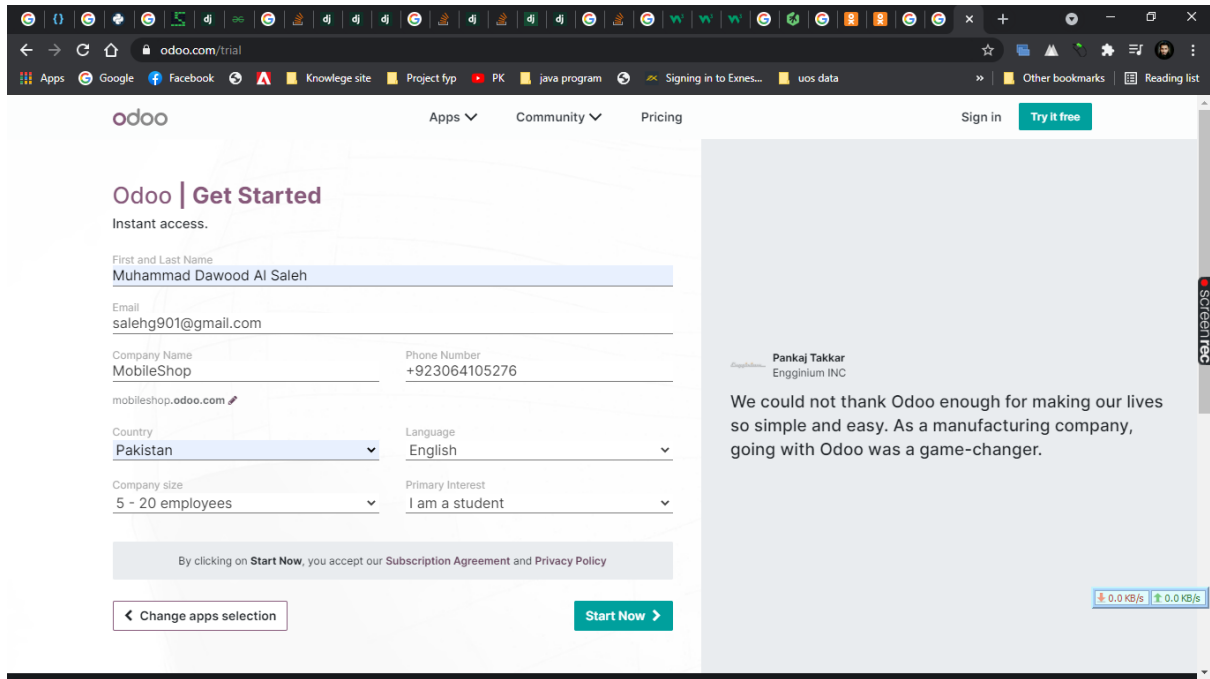 odoo.com/trial
Apps Google Facebook Knowlege site Project fyp PK java program Signing in to Exnes... uos data » Other bookmarks Reading list
odoo Apps Community Pricing Sign in Try it free
Odoo | Get Started
Instant access.
First and Last Name
Muhammad Dawood Al Saleh
Email
salehg901@gmail.com
Company Name Phone Number
MobileShop +923064105276
mobileshop.odoo.com
Country Language
Pakistan English
Company size Primary Interest
5 - 20 employees I am a student
By clicking on Start Now, you accept our Subscription Agreement and Privacy Policy
Change apps selection Start Now
Pankaj Takkar
Engginium INC
We could not thank Odoo enough for making our lives
so simple and easy. As a manufacturing company,
going with Odoo was a game-changer.
screenrec
0.0 KB/s 0.0 KB/s